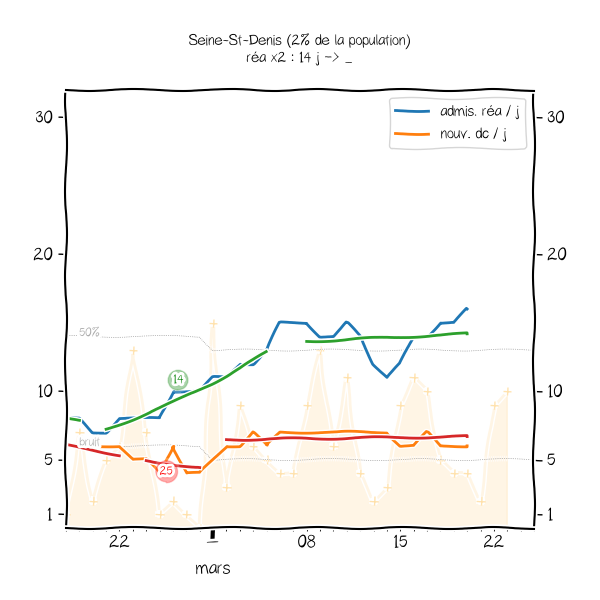 Seine-St-Denis (2% de la population)
réa x2 : 14 j -> _
admis. réa / j
nouv. dc / j
30
30
20
20
50%
14
10
10
bruit
25
5
5
1
1
22
08
15
22
mars